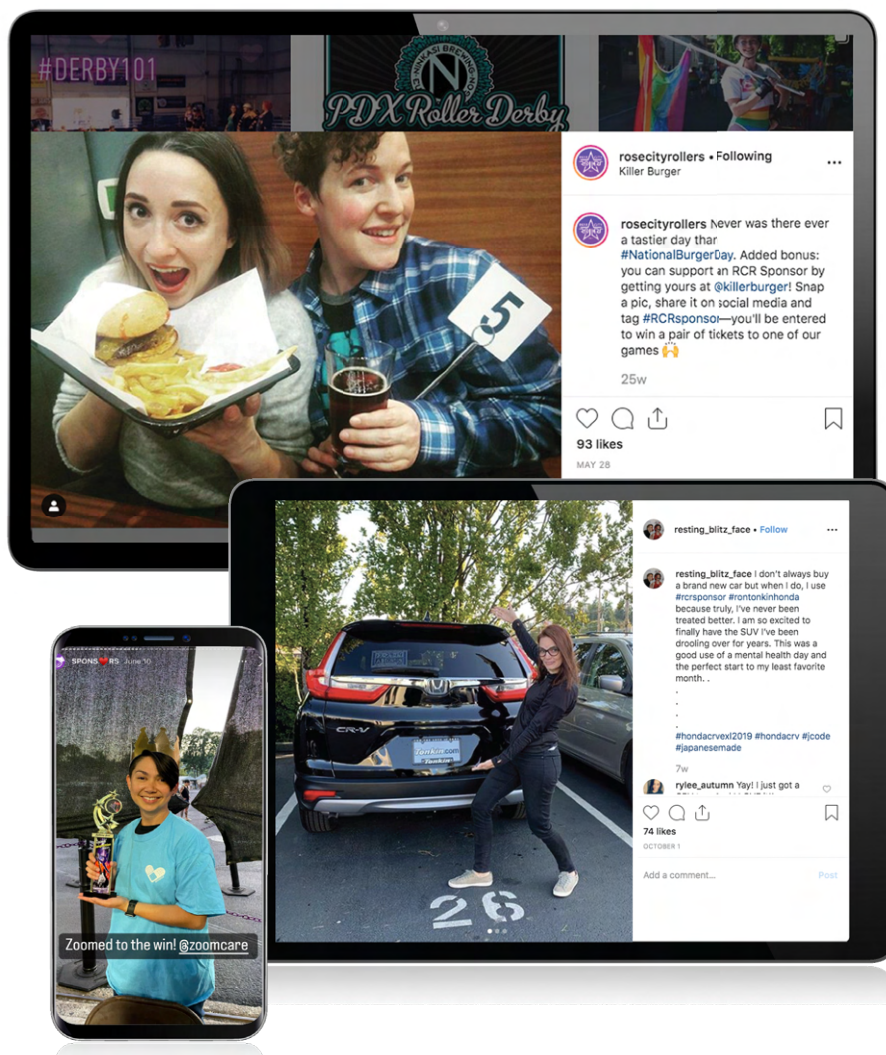 #DERBY101
NINKASI BREWING
N
PDX Roller Derby
rosecityrollers • Following
Killer Burger
...
rosecityrollers Never was there ever
a tastier day than
#NationalBurgerDay. Added bonus:
you can support an RCR Sponsor by
getting yours at @killerburger! Snap
a pic, share it on social media and
tag #RCRsponsor—you'll be entered
to win a pair of tickets to one of our
games 🙌
25w
93 likes
MAY 28
5
resting_blitz_face • Follow
...
resting_blitz_face I don't always buy
a brand new car but when I do, I use
#rcrsponsor #rontonkinhonda
because truly, I've never been
treated better. I am so excited to
finally have the SUV I've been
drooling over for years. This was a
good use of a mental health day and
the perfect start to my least favorite
month. .
.
.
.
.
#hondacrvexl2019 #hondacrv #jcode
#japanesemade
7w
rylee_autumn Yay! I just got a
74 likes
OCTOBER 1
Add a comment... Post
CR-V
Tonkin.com
Tonkin
26
SPONS❤️RS June 10
Zoomed to the win! @zoomcare